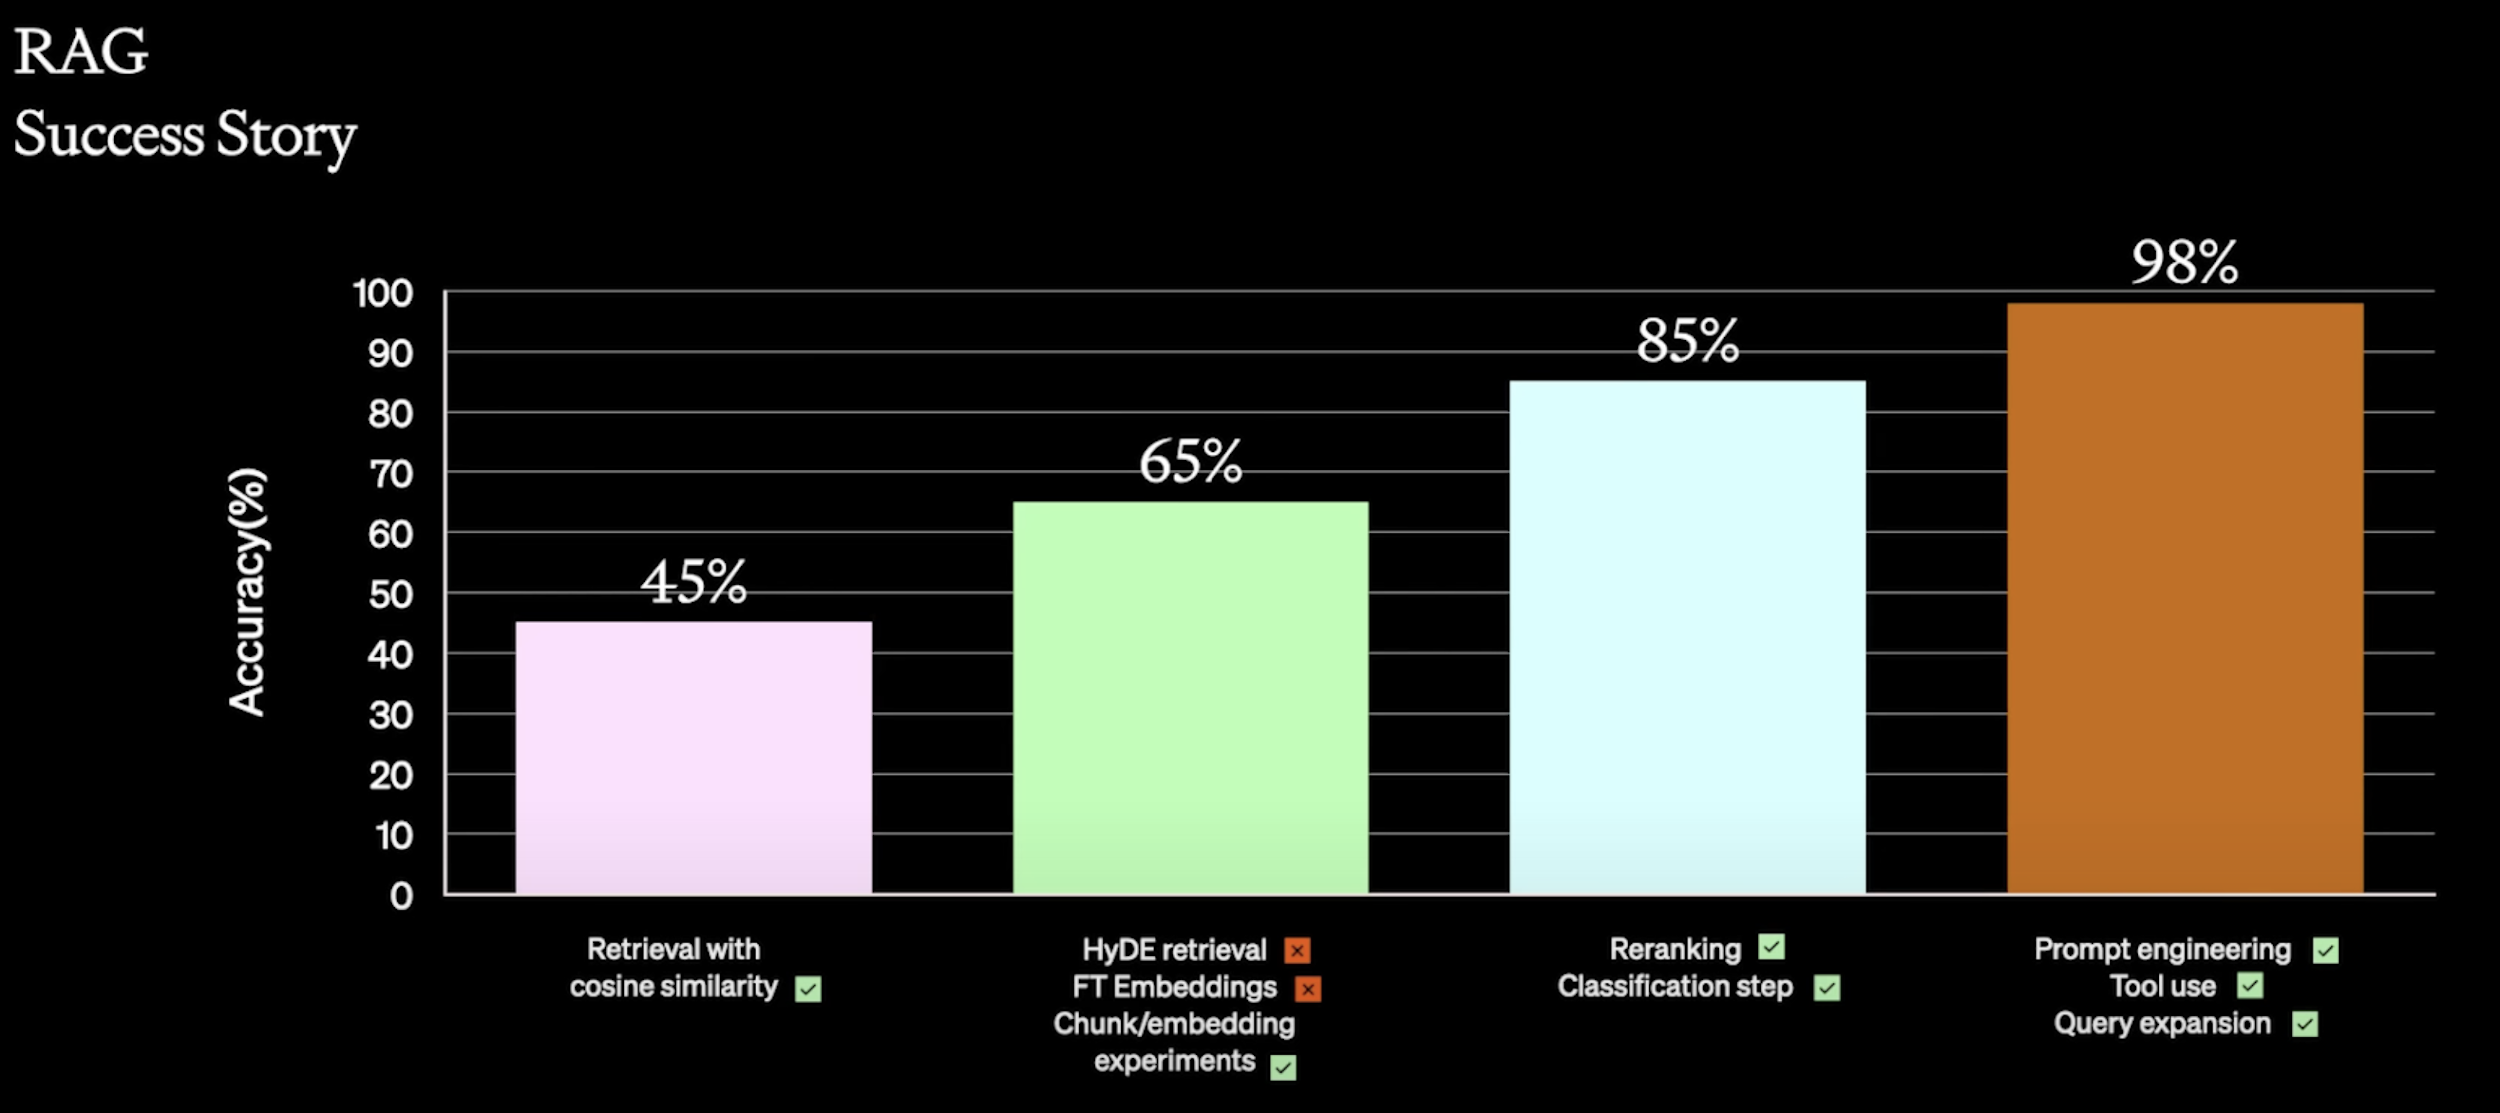 RAG
Success Story
98%
85%
65%
45%
Accuracy(%)
100
90
80
70
60
50
40
30
20
10
0
Retrieval with
cosine similarity
HyDE retrieval
FT Embeddings
Chunk/embedding
experiments
Reranking
Classification step
Prompt engineering
Tool use
Query expansion